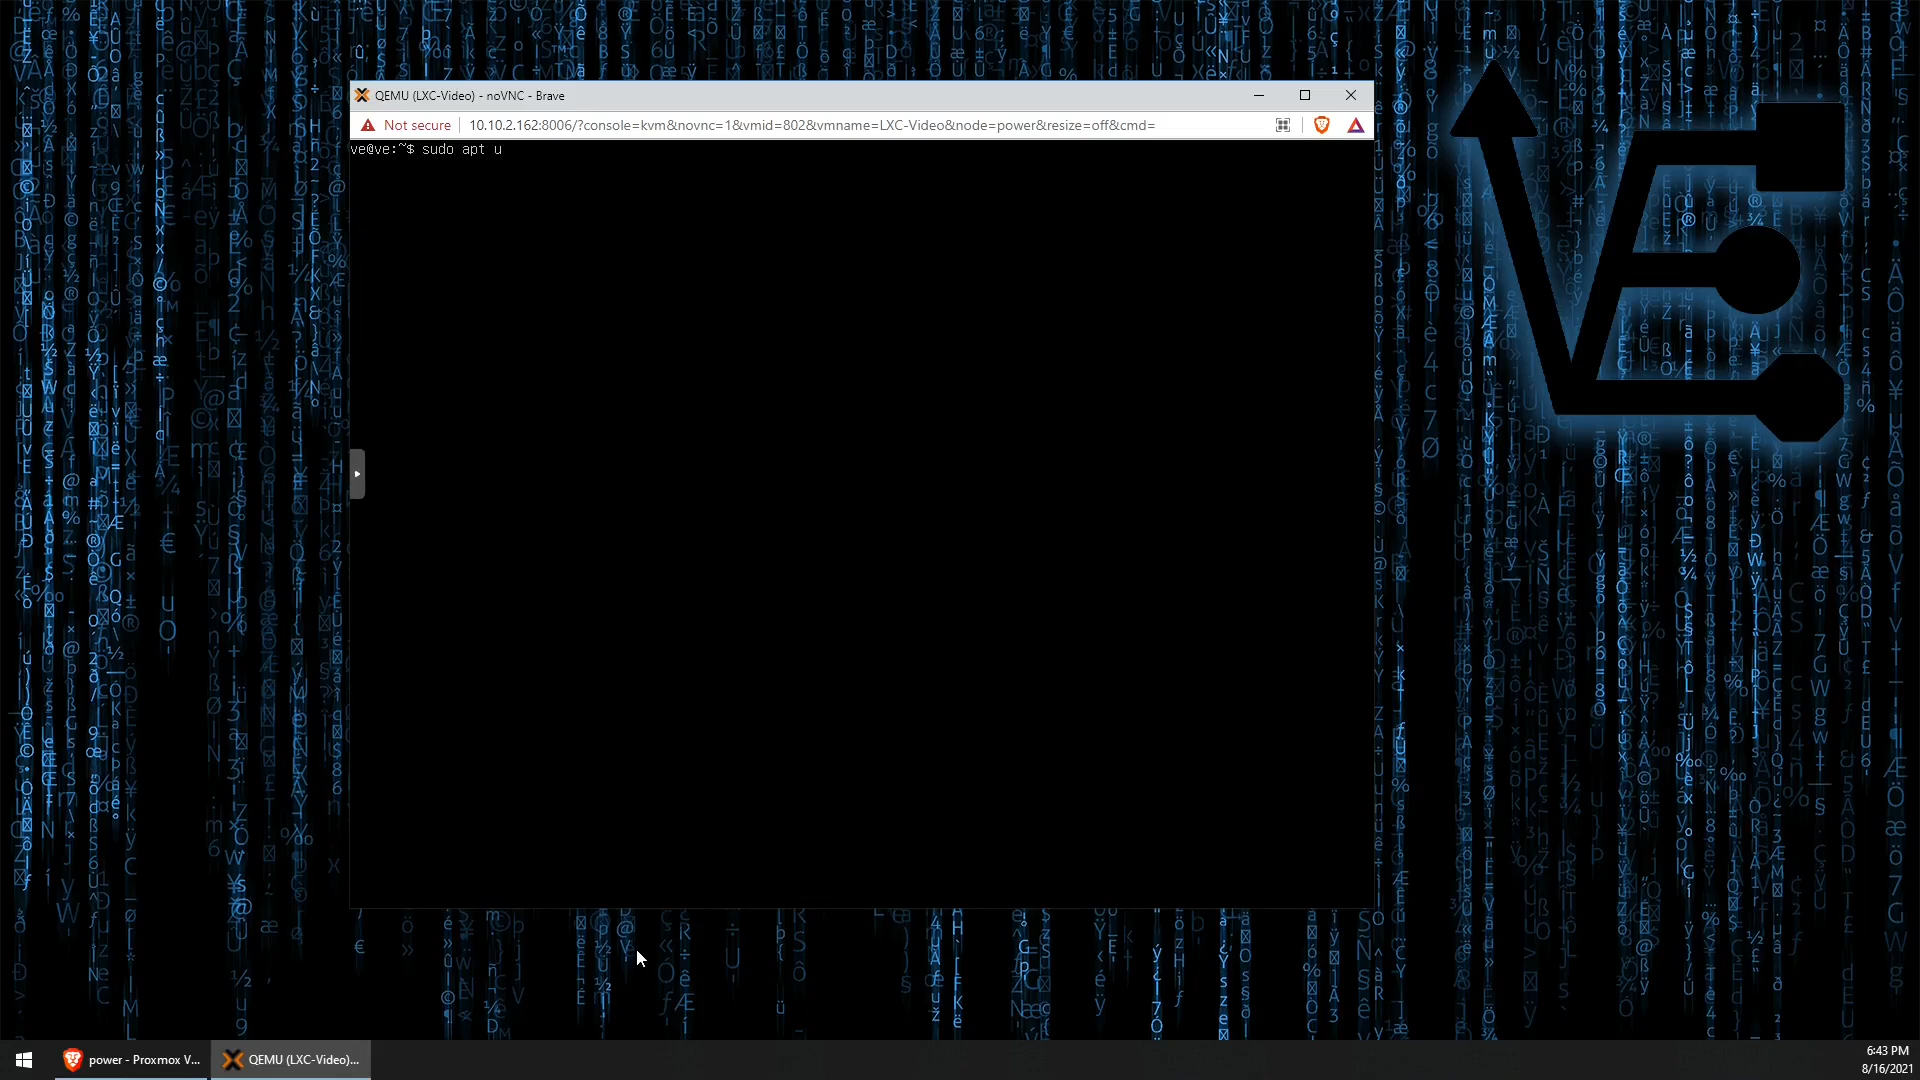 QEMU (LXC-Video) - noVNC - Brave
Not secure
10.10.2.162:8006/?console=kvm&novnc=1&vmid=802&vmname=LXC-Video&node=power&resize=off&cmd=
ve@ve:~$ sudo apt u
power - Proxmox V...
QEMU (LXC-Video)...
6:43 PM
8/16/2021